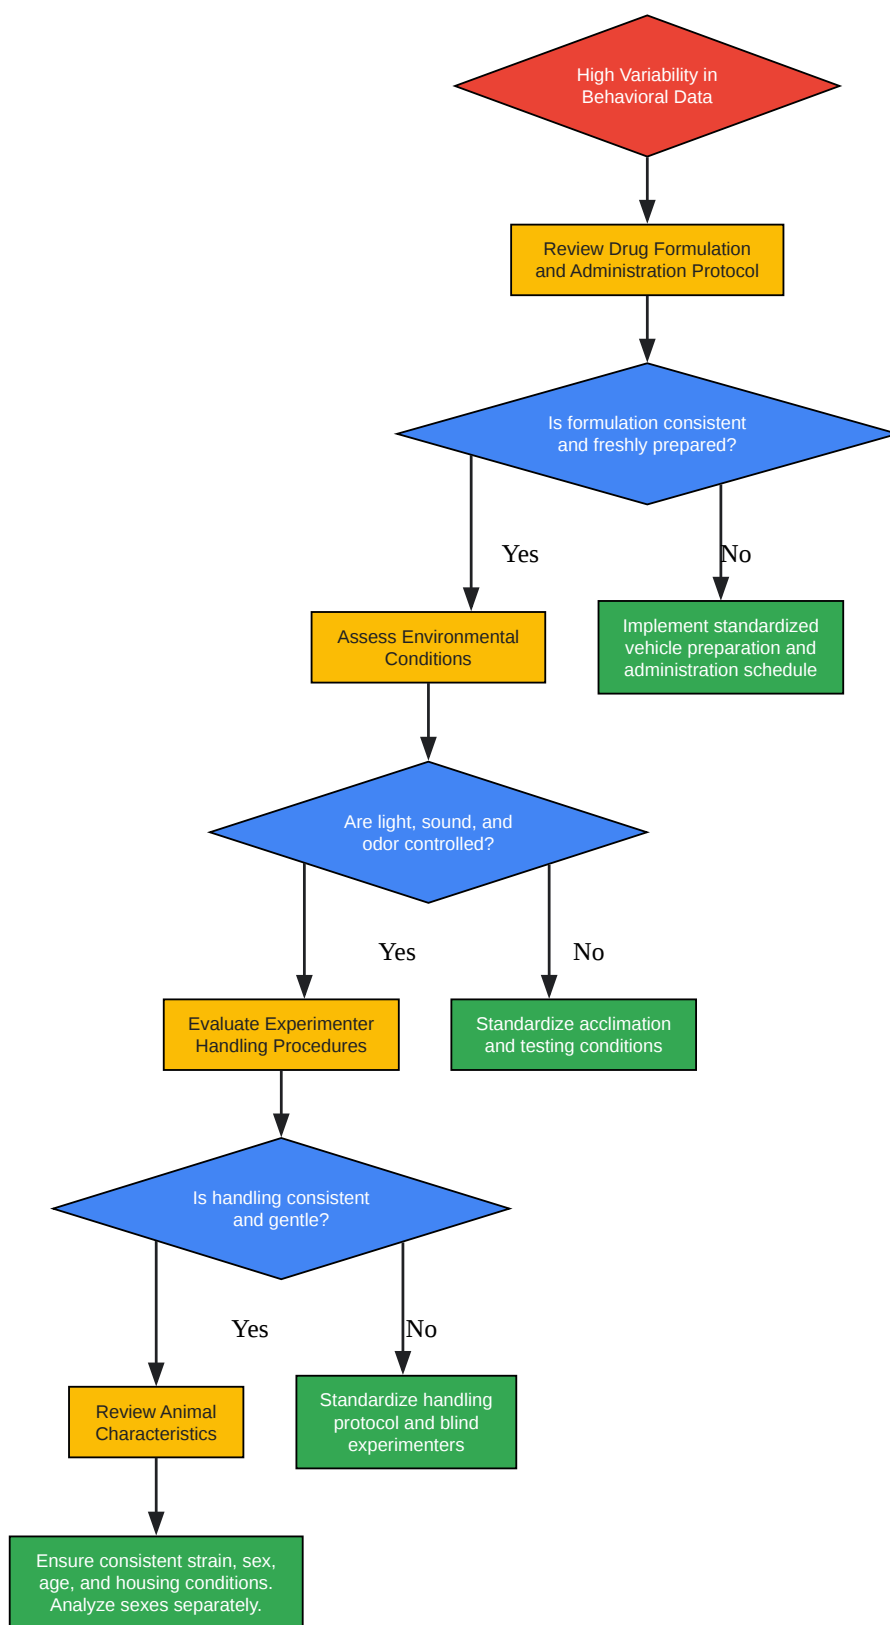 High Variability in
Behavioral Data
Review Drug Formulation
and Administration Protocol
Is formulation consistent
and freshly prepared?
Yes
No
Assess Environmental
Conditions
Implement standardized
vehicle preparation and
administration schedule
Are light, sound, and
odor controlled?
Yes
No
Evaluate Experimenter
Handling Procedures
Standardize acclimation
and testing conditions
Is handling consistent
and gentle?
Yes
No
Review Animal
Characteristics
Standardize handling
protocol and blind
experimenters
Ensure consistent strain, sex,
age, and housing conditions.
Analyze sexes separately.